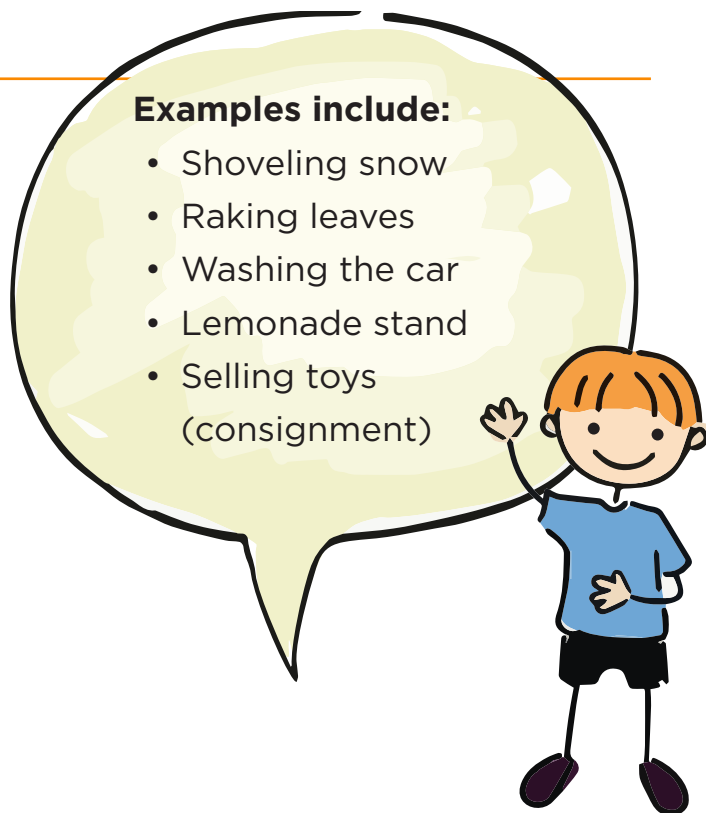 Examples include:
• Shoveling snow
• Raking leaves
• Washing the car
• Lemonade stand
• Selling toys
(consignment)